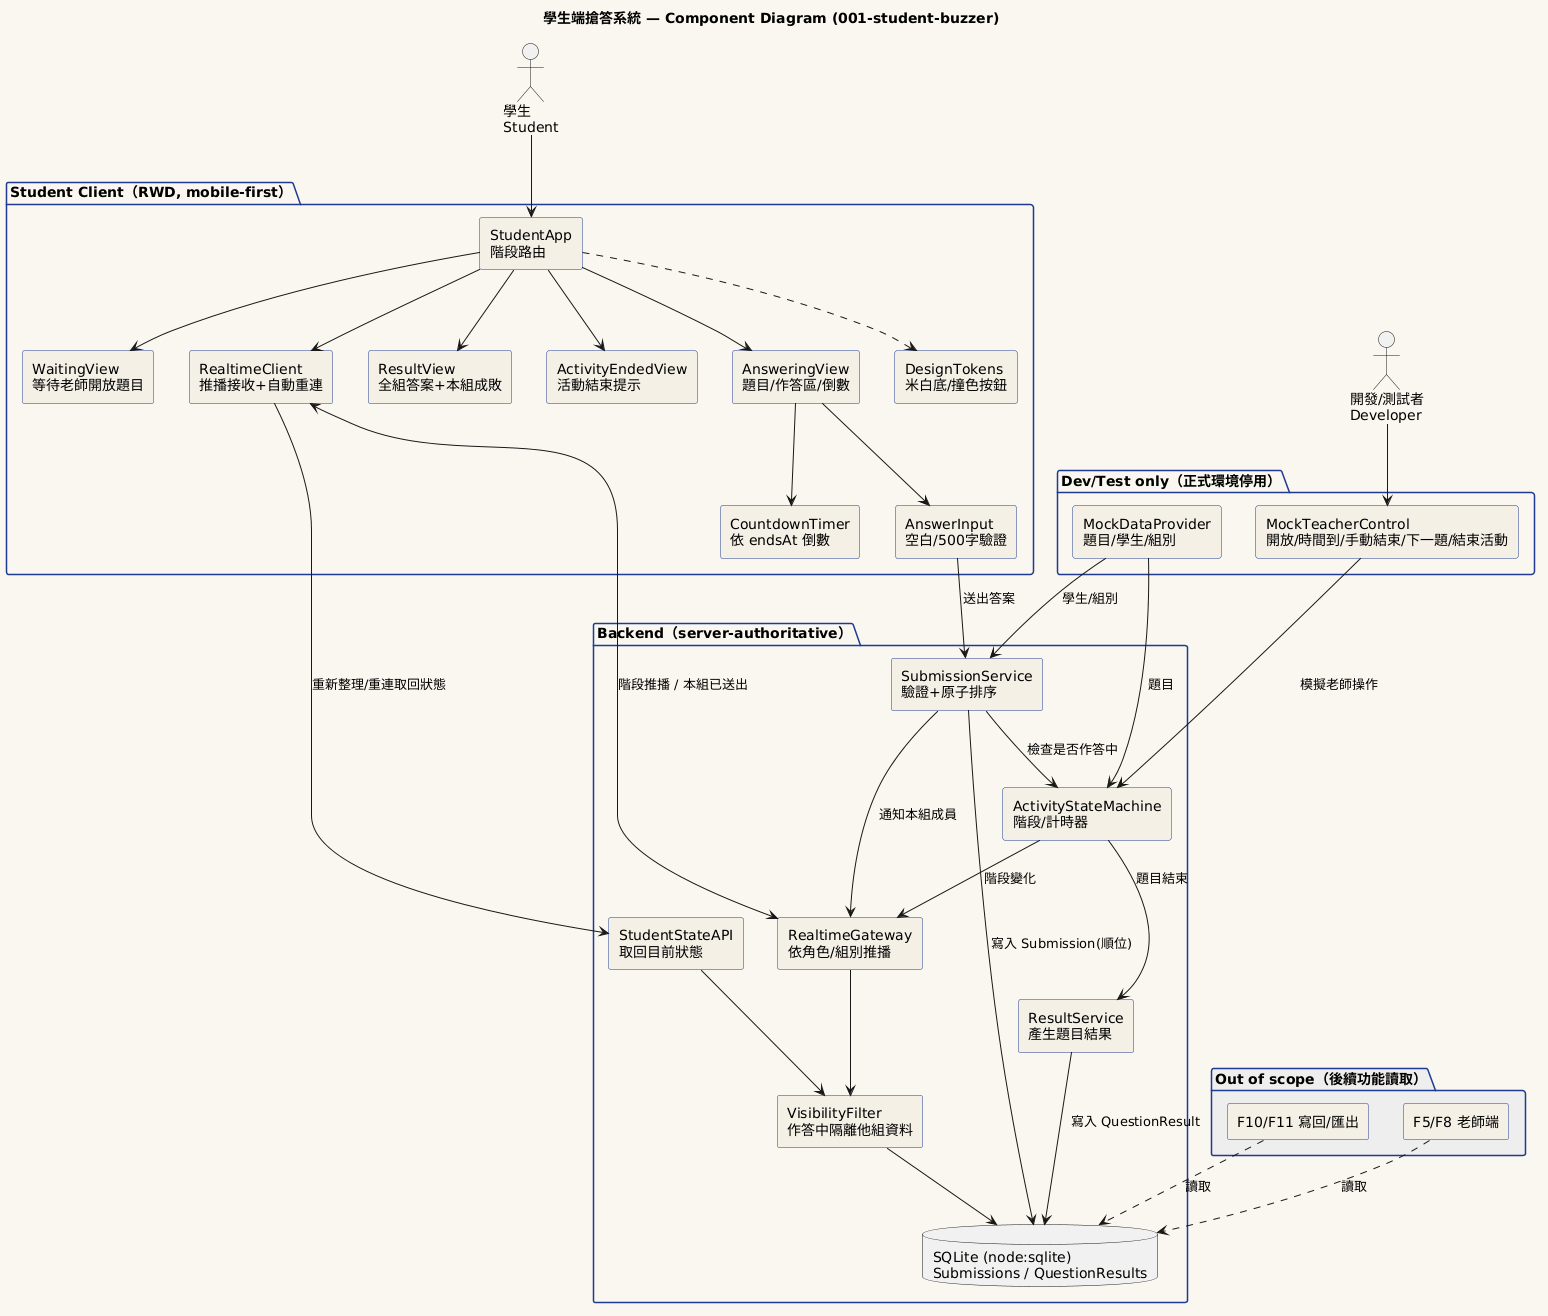 學生端搶答系統 — Component Diagram (001-student-buzzer)
學生
Student
Student Client（RWD, mobile-first）
StudentApp
階段路由
WaitingView
等待老師開放題目
RealtimeClient
推播接收+自動重連
ResultView
全組答案+本組成敗
ActivityEndedView
活動結束提示
AnsweringView
題目/作答區/倒數
DesignTokens
米白底/撞色按鈕
開發/測試者
Developer
CountdownTimer
依 endsAt 倒數
AnswerInput
空白/500字驗證
Dev/Test only（正式環境停用）
MockDataProvider
題目/學生/組別
MockTeacherControl
開放/時間到/手動結束/下一題/結束活動
送出答案
學生/組別
Backend（server-authoritative）
SubmissionService
驗證+原子排序
重新整理/重連取回狀態
階段推播 / 本組已送出
題目
模擬老師操作
檢查是否作答中
ActivityStateMachine
階段/計時器
通知本組成員
階段變化
題目結束
StudentStateAPI
取回目前狀態
RealtimeGateway
依角色/組別推播
寫入 Submission(順位)
ResultService
產生題目結果
Out of scope（後續功能讀取）
F10/F11 寫回/匯出
F5/F8 老師端
VisibilityFilter
作答中隔離他組資料
寫入 QuestionResult
讀取
讀取
SQLite (node:sqlite)
Submissions / QuestionResults